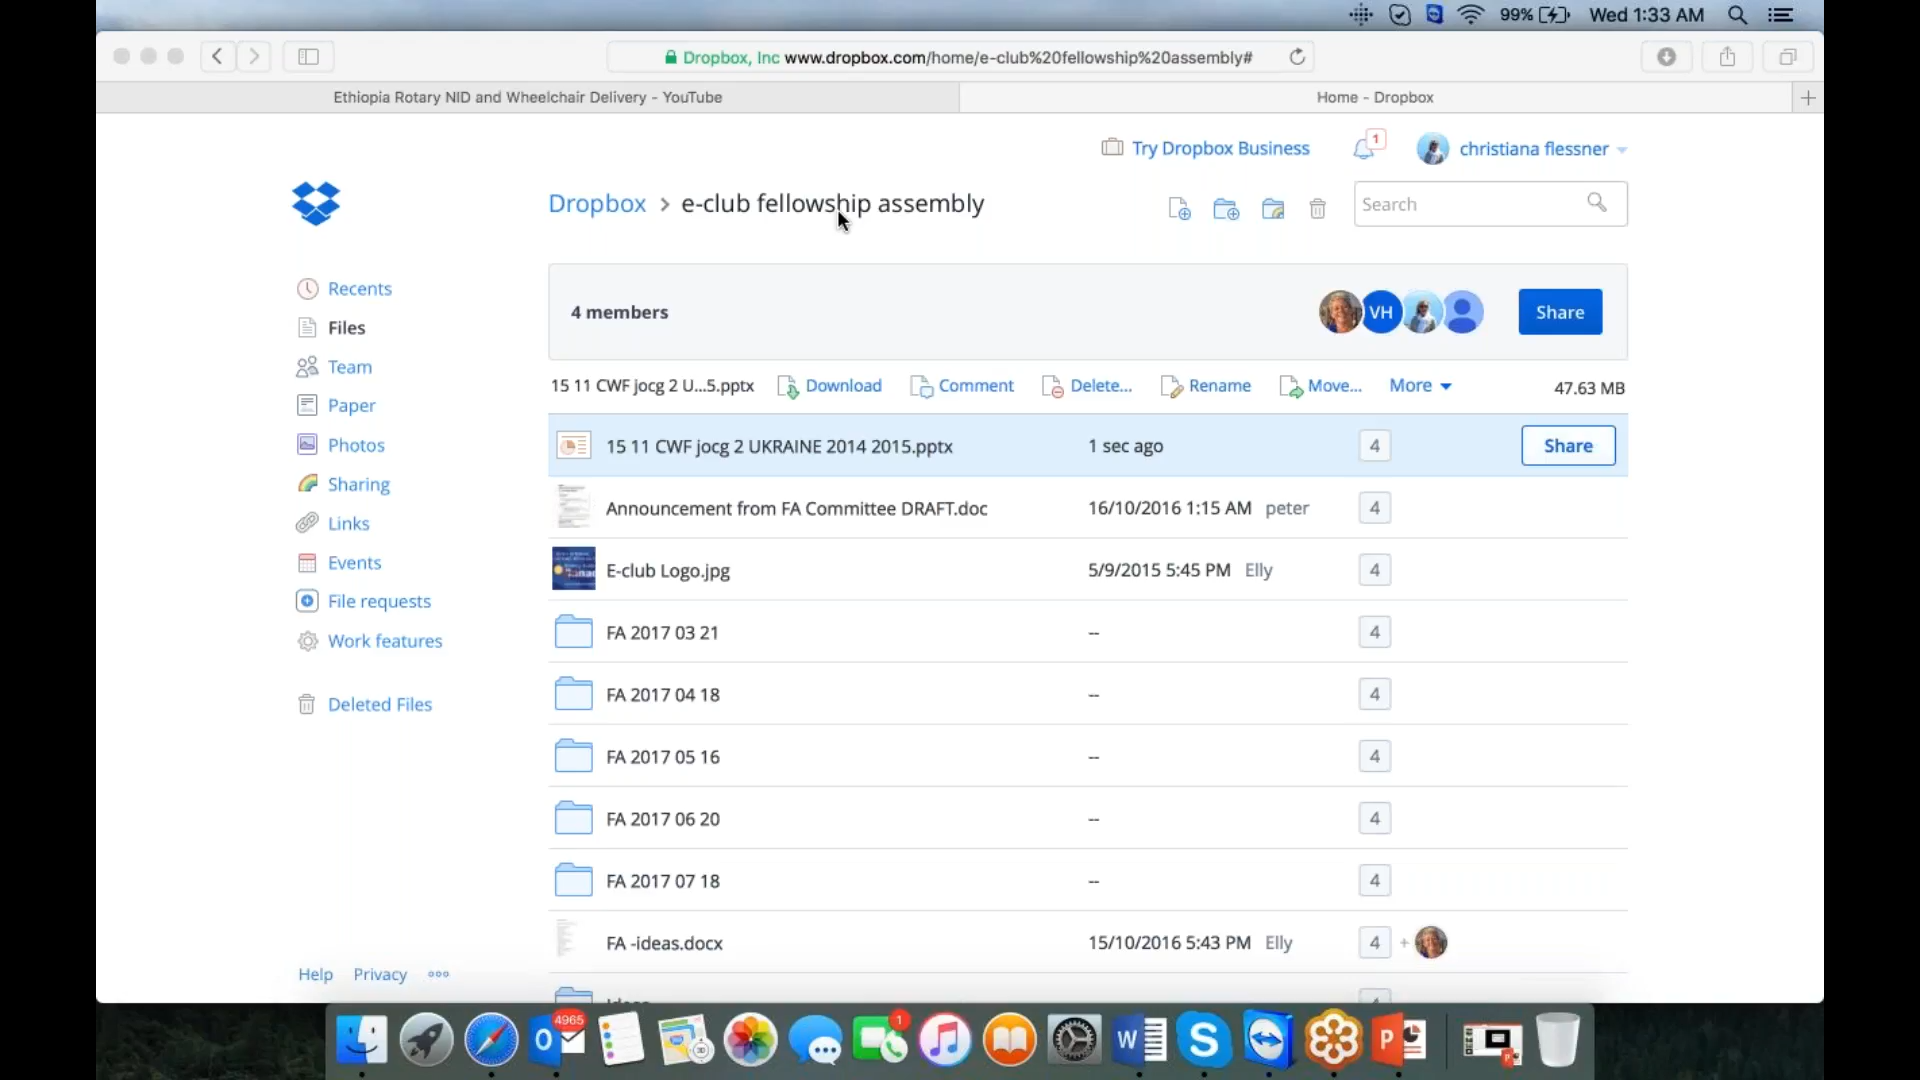 99% Wed 1:33 AM
Dropbox, Inc www.dropbox.com/home/e-club%20fellowship%20assembly#
Ethiopia Rotary NID and Wheelchair Delivery - YouTube
Home - Dropbox
Try Dropbox Business
1
christiana flessner
Dropbox > e-club fellowship assembly
Search
Recents
Files
Team
Paper
Photos
Sharing
Links
Events
File requests
Work features
Deleted Files
Help Privacy
4 members
VH
Share
15 11 CWF jocg 2 U...5.pptx Download Comment Delete... Rename Move... More 47.63 MB
15 11 CWF jocg 2 UKRAINE 2014 2015.pptx 1 sec ago 4 Share
Announcement from FA Committee DRAFT.doc 16/10/2016 1:15 AM peter 4
E-club Logo.jpg 5/9/2015 5:45 PM Elly 4
FA 2017 03 21 -- 4
FA 2017 04 18 -- 4
FA 2017 05 16 -- 4
FA 2017 06 20 -- 4
FA 2017 07 18 -- 4
FA -ideas.docx 15/10/2016 5:43 PM Elly 4 +
4965
1